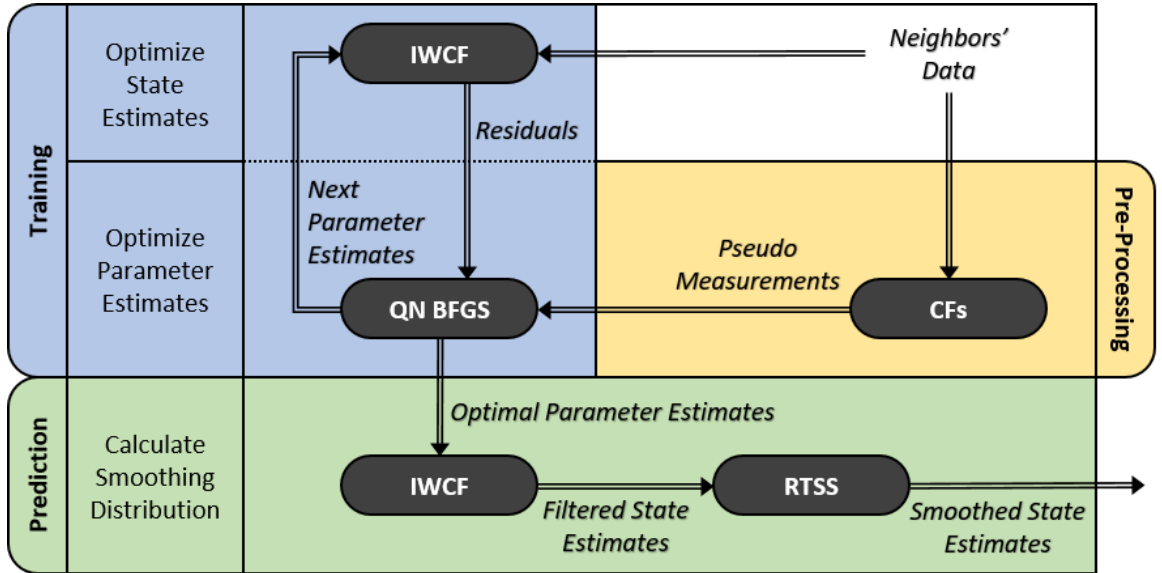 Training
Optimize
State
Estimates
IWCF
Neighbors'
Data
Residuals
Optimize
Parameter
Estimates
Next
Parameter
Estimates
QN BFGS
Pseudo
Measurements
CFs
Pre-Processing
Prediction
Calculate
Smoothing
Distribution
Optimal Parameter Estimates
IWCF
Filtered State
Estimates
RTSS
Smoothed State
Estimates